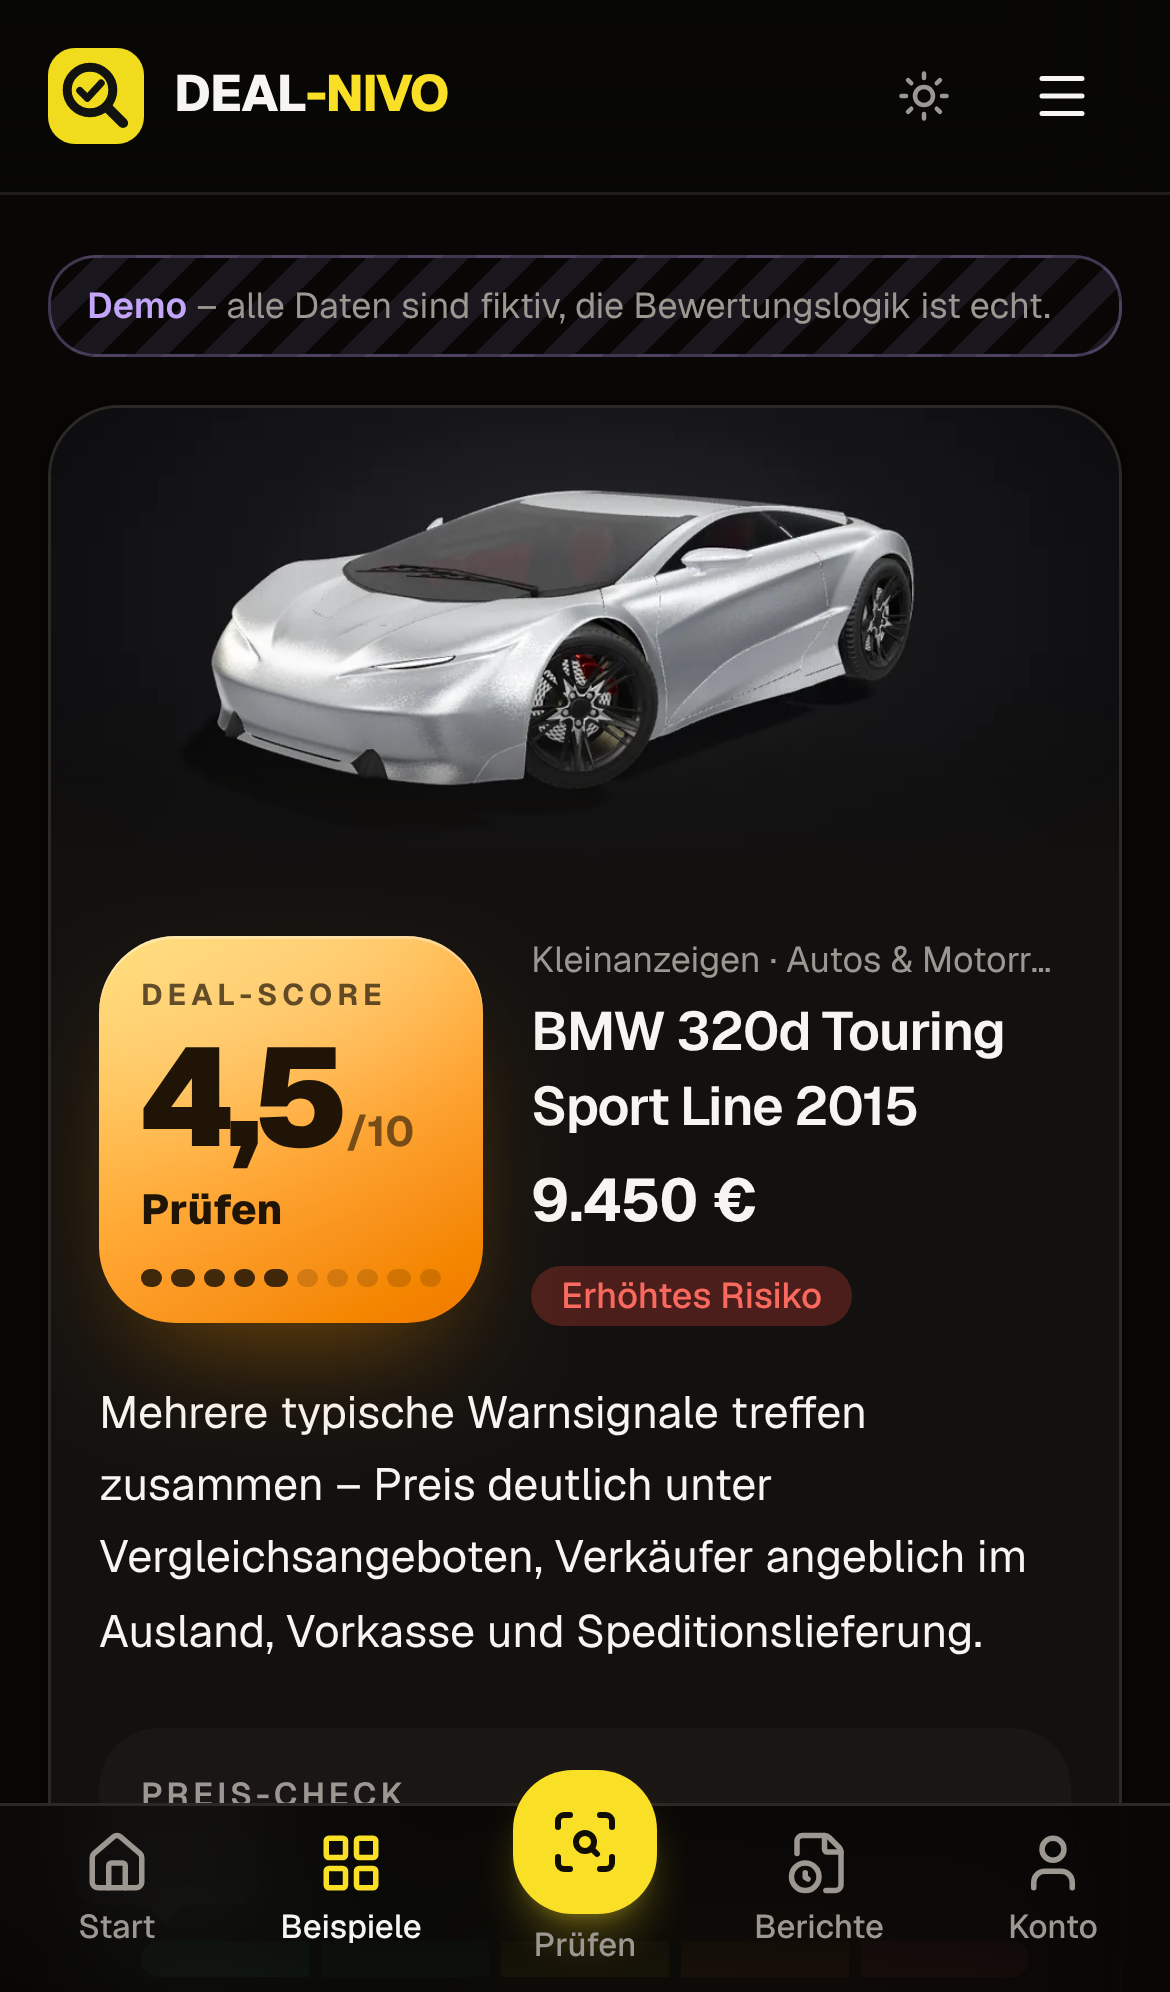 DEAL-NIVO
Demo – alle Daten sind fiktiv, die Bewertungslogik ist echt.
Kleinanzeigen · Autos & Motorr...
BMW 320d Touring
Sport Line 2015
9.450 €
Erhöhtes Risiko
DEAL-SCORE
4,5/10
Prüfen
Mehrere typische Warnsignale treffen
zusammen – Preis deutlich unter
Vergleichsangeboten, Verkäufer angeblich im
Ausland, Vorkasse und Speditionslieferung.
PREIS-CHECK
Start
Beispiele
Prüfen
Berichte
Konto